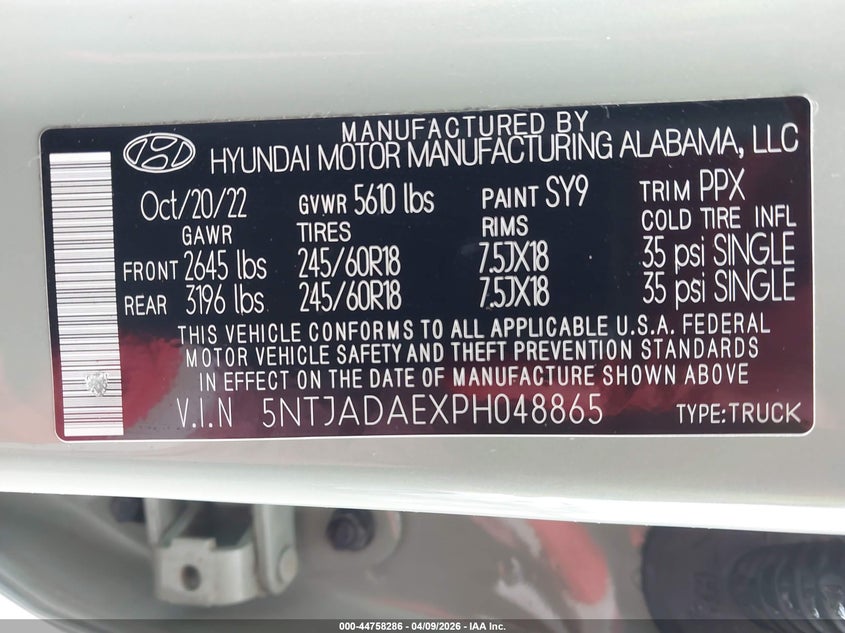 MANUFACTURED BY
HYUNDAI MOTOR MANUFACTURING ALABAMA, LLC
Oct/20/22 GVWR 5610 lbs PAINT SY9 TRIM PPX
GAWR TIRES RIMS COLD TIRE INFL
FRONT 2645 lbs 245/60R18 7.5JX18 35 psi SINGLE
REAR 3196 lbs 245/60R18 7.5JX18 35 psi SINGLE
THIS VEHICLE CONFORMS TO ALL APPLICABLE U.S.A. FEDERAL
MOTOR VEHICLE SAFETY AND THEFT PREVENTION STANDARDS
IN EFFECT ON THE DATE OF MANUFACTURE SHOWN ABOVE
V.I.N 5NTJADAEXPH048865 TYPE:TRUCK
000-44758286 - 04/09/2026 - IAA Inc.